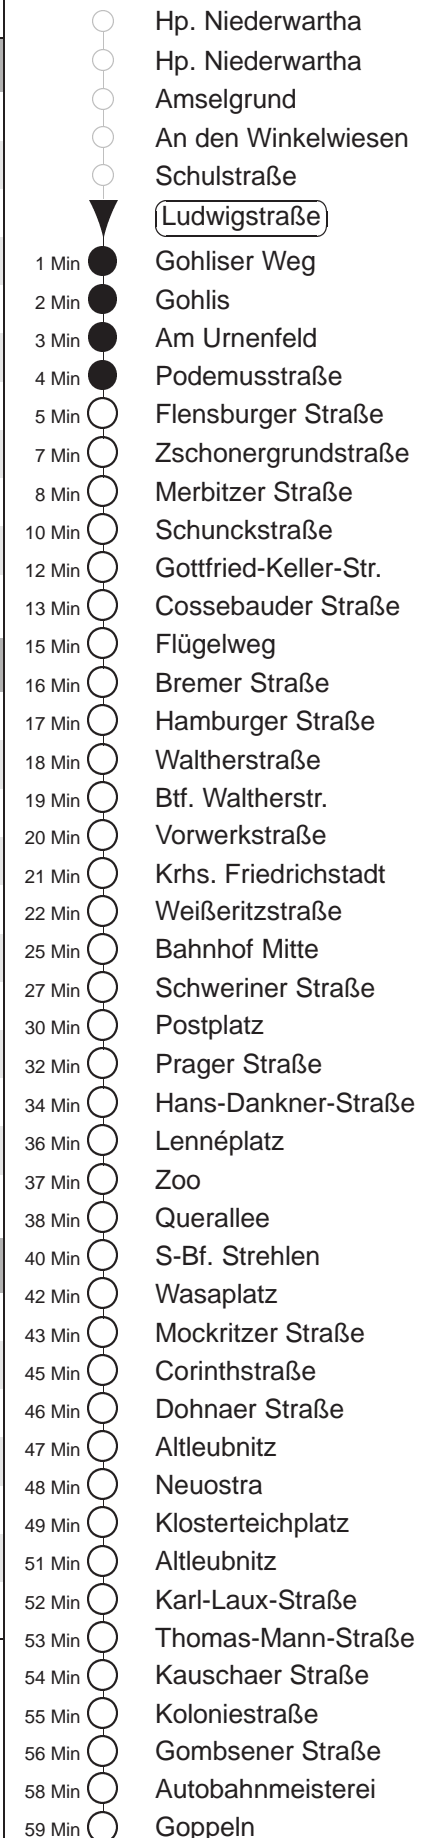 Hp. Niederwartha
Hp. Niederwartha
Amselgrund
An den Winkelwiesen
Schulstraße
Ludwigstraße
1 Min Gohliser Weg
2 Min Gohlis
3 Min Am Urnenfeld
4 Min Podemusstraße
5 Min Flensburger Straße
7 Min Zschonergrundstraße
8 Min Merbitzer Straße
10 Min Schunckstraße
12 Min Gottfried-Keller-Str.
13 Min Cossebauder Straße
15 Min Flügelweg
16 Min Bremer Straße
17 Min Hamburger Straße
18 Min Waltherstraße
19 Min Btf. Waltherstr.
20 Min Vorwerkstraße
21 Min Krhs. Friedrichstadt
22 Min Weißeritzstraße
25 Min Bahnhof Mitte
27 Min Schweriner Straße
30 Min Postplatz
32 Min Prager Straße
34 Min Hans-Dankner-Straße
36 Min Lennéplatz
37 Min Zoo
38 Min Querallee
40 Min S-Bf. Strehlen
42 Min Wasaplatz
43 Min Mockritzer Straße
45 Min Corinthstraße
46 Min Dohnaer Straße
47 Min Altleubnitz
48 Min Neuostra
49 Min Klosterteichplatz
51 Min Altleubnitz
52 Min Karl-Laux-Straße
53 Min Thomas-Mann-Straße
54 Min Kauschaer Straße
55 Min Koloniestraße
56 Min Gombsener Straße
58 Min Autobahnmeisterei
59 Min Goppeln